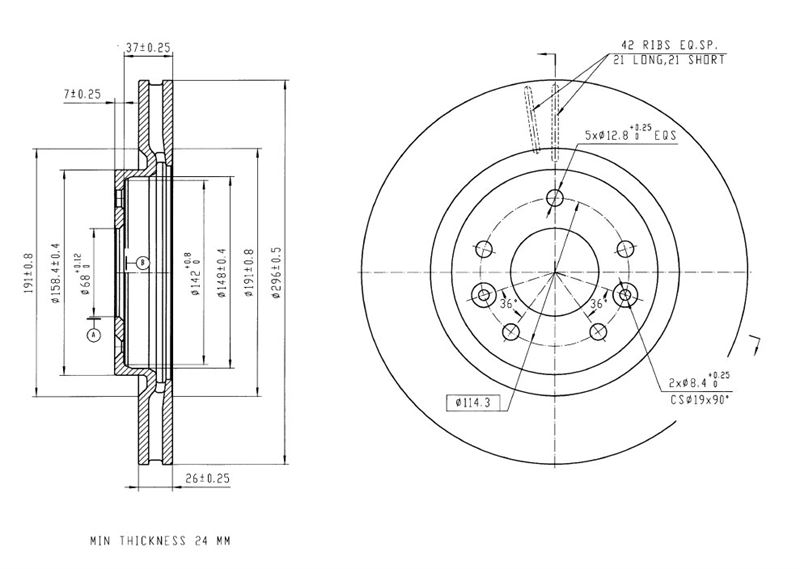 37±0.25
7±0.25
42 RIBS EQ.SP.
21 LONG,21 SHORT
5xØ12.8 +0.25 0 EQS
191±0.8
Ø158.4±0.4
Ø68 +0.12 0
B
Ø142 +0.8 0
Ø148±0.4
Ø191±0.8
Ø296±0.5
A
36°
36°
2xØ8.4 +0.25 0
CSØ19x90°
Ø114.3
26±0.25
MIN THICKNESS 24 MM